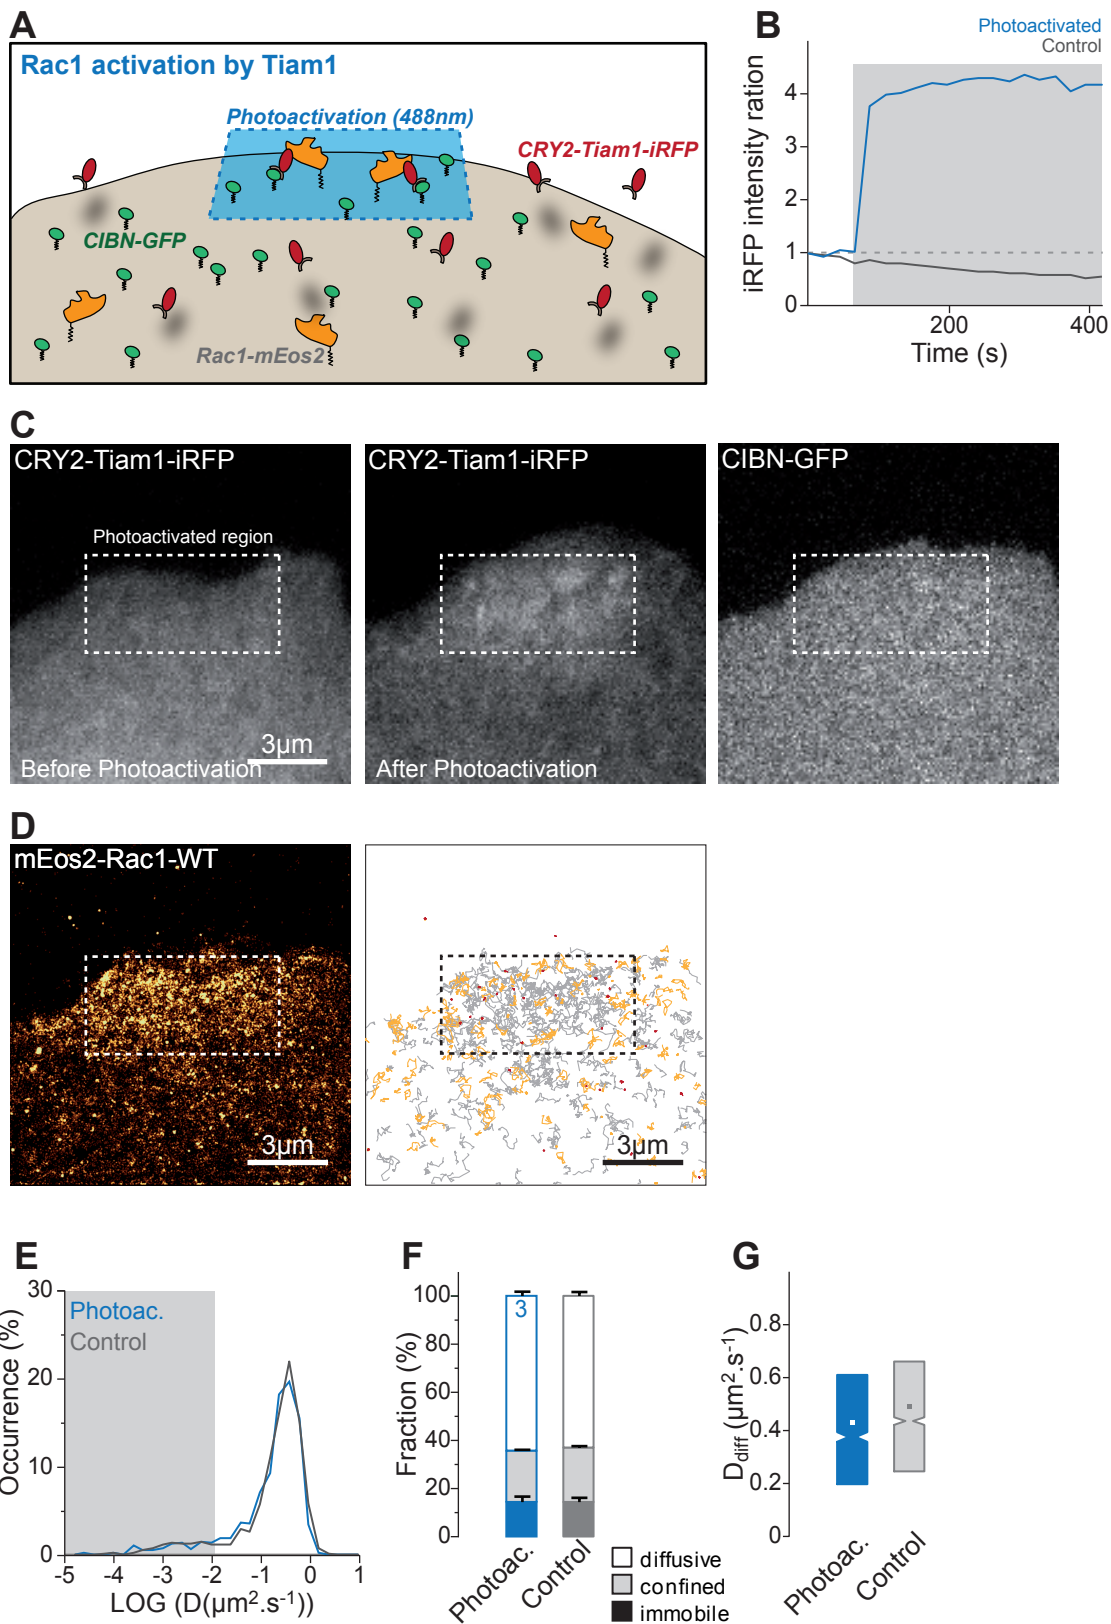 A
Rac1 activation by Tiam1
Photoactivation (488nm)
CRY2-Tiam1-iRFP
CIBN-GFP
Rac1-mEos2
B
Photoactivated
Control
iRFP intensity ration
4
3
2
1
0
200
400
Time (s)
C
CRY2-Tiam1-iRFP
Photoactivated region
3µm
Before Photoactivation
CRY2-Tiam1-iRFP
After Photoactivation
CIBN-GFP
D
mEos2-Rac1-WT
3µm
3µm
E
Photoac.
Control
Occurrence (%)
30
20
10
0
-5 -4 -3 -2 -1 0 1
LOG (D(µm².s⁻¹))
F
Fraction (%)
100
80
60
40
20
0
3
Photoac.
Control
diffusive
confined
immobile
G
Ddiff (µm².s⁻¹)
0.8
0.6
0.4
0.2
0
Photoac.
Control